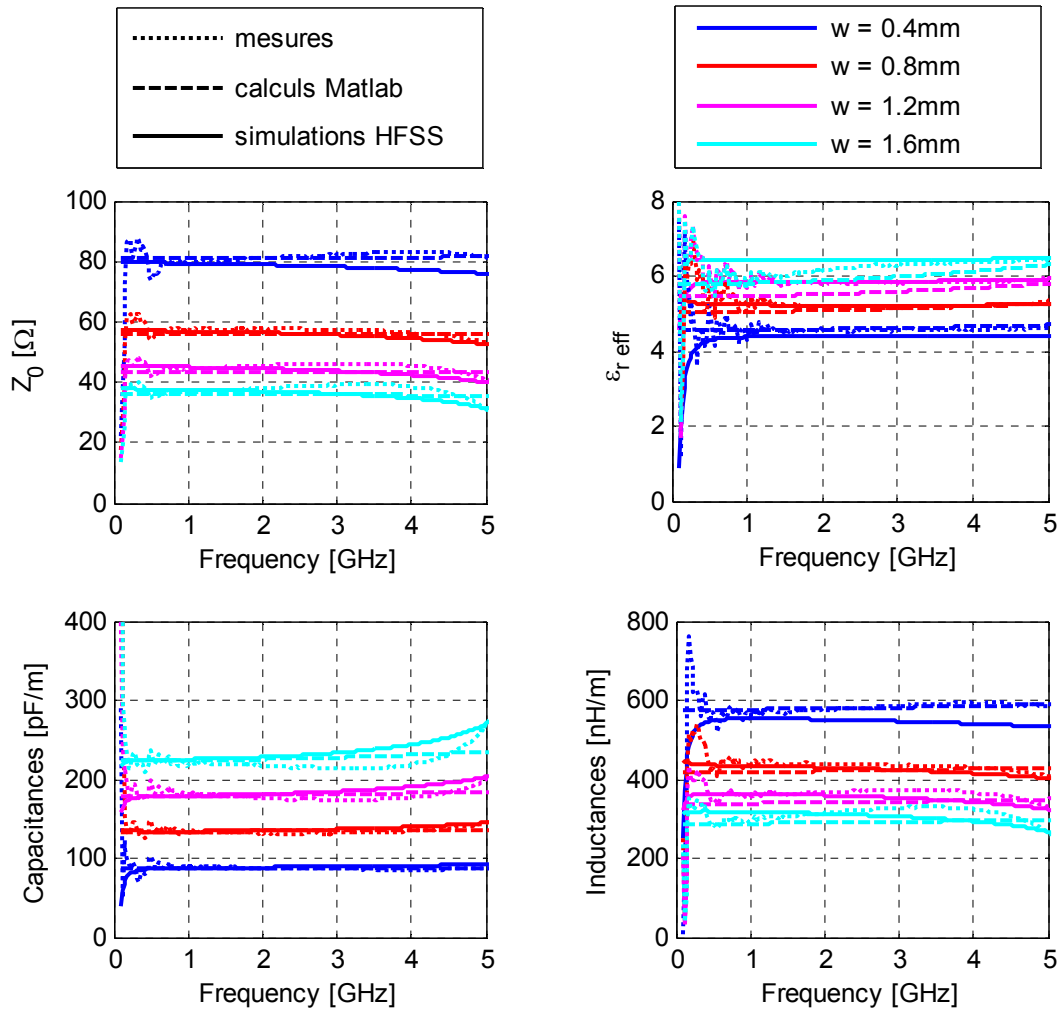 mesures
calculs Matlab
simulations HFSS
w = 0.4mm
w = 0.8mm
w = 1.2mm
w = 1.6mm
100
80
60
40
20
0
Z0 [Ω]
0 1 2 3 4 5
Frequency [GHz]
8
6
4
2
0
εr eff
0 1 2 3 4 5
Frequency [GHz]
400
300
200
100
0
Capacitances [pF/m]
0 1 2 3 4 5
Frequency [GHz]
800
600
400
200
0
Inductances [nH/m]
0 1 2 3 4 5
Frequency [GHz]